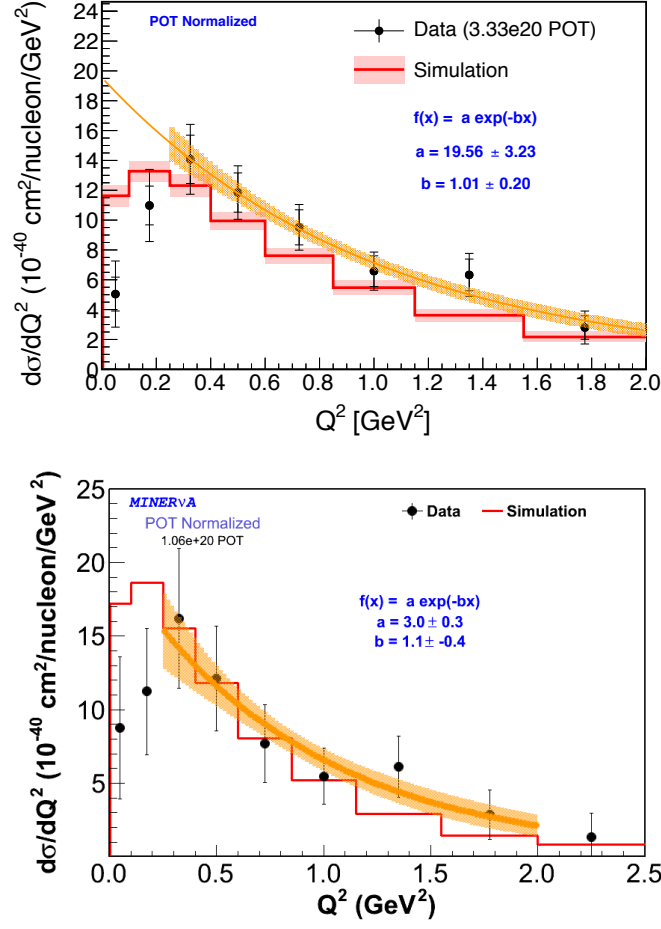 POT Normalized
Data (3.33e20 POT)
Simulation
f(x) = a exp(-bx)
a = 19.56 ± 3.23
b = 1.01 ± 0.20
24
22
20
18
16
14
12
10
8
6
4
2
0
0.0 0.2 0.4 0.6 0.8 1.0 1.2 1.4 1.6 1.8 2.0
dσ/dQ² (10⁻⁴⁰ cm²/nucleon/GeV²)
Q² [GeV²]
MINERνA
POT Normalized
1.06e+20 POT
Data
Simulation
f(x) = a exp(-bx)
a = 3.0 ± 0.3
b = 1.1 ± -0.4
25
20
15
10
5
0.0 0.5 1.0 1.5 2.0 2.5
dσ/dQ² (10⁻⁴⁰ cm²/nucleon/GeV²)
Q² (GeV²)